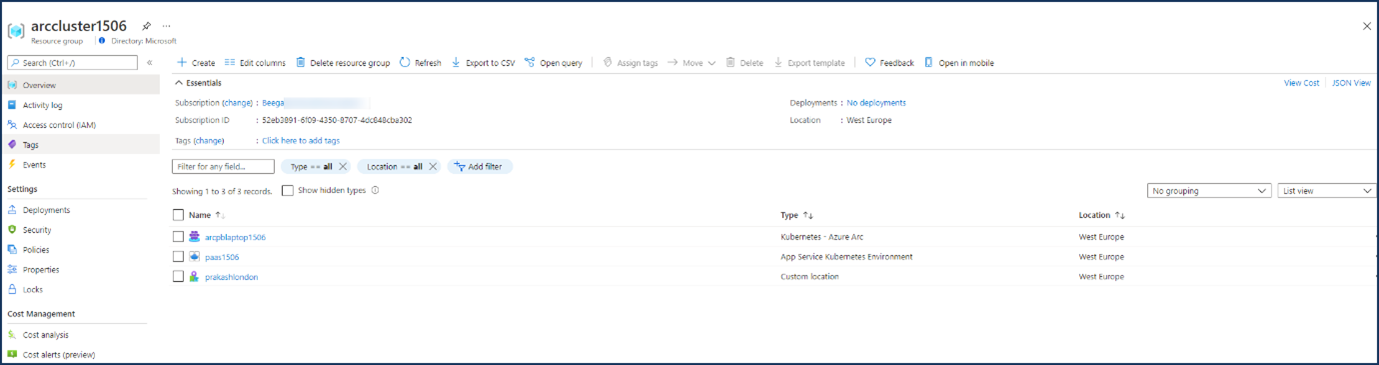 arccluster1506 ...
Resource group Directory: Microsoft
Search (Ctrl+/) «
Overview
Activity log
Access control (IAM)
Tags
Events
Settings
Deployments
Security
Policies
Properties
Locks
Cost Management
Cost analysis
Cost alerts (preview)
Create Edit columns Delete resource group Refresh Export to CSV Open query Assign tags Move Delete Export template Feedback Open in mobile
Essentials View Cost JSON View
Subscription (change) : Beega Deployments : No deployments
Subscription ID : 52eb3891-6f09-4350-8707-4dc848cba302 Location : West Europe
Tags (change) : Click here to add tags
Filter for any field... Type == all Location == all Add filter
Showing 1 to 3 of 3 records. Show hidden types No grouping List view
Name Type Location
arcpblaptop1506 Kubernetes - Azure Arc West Europe
paas1506 App Service Kubernetes Environment West Europe
prakashlondon Custom location West Europe